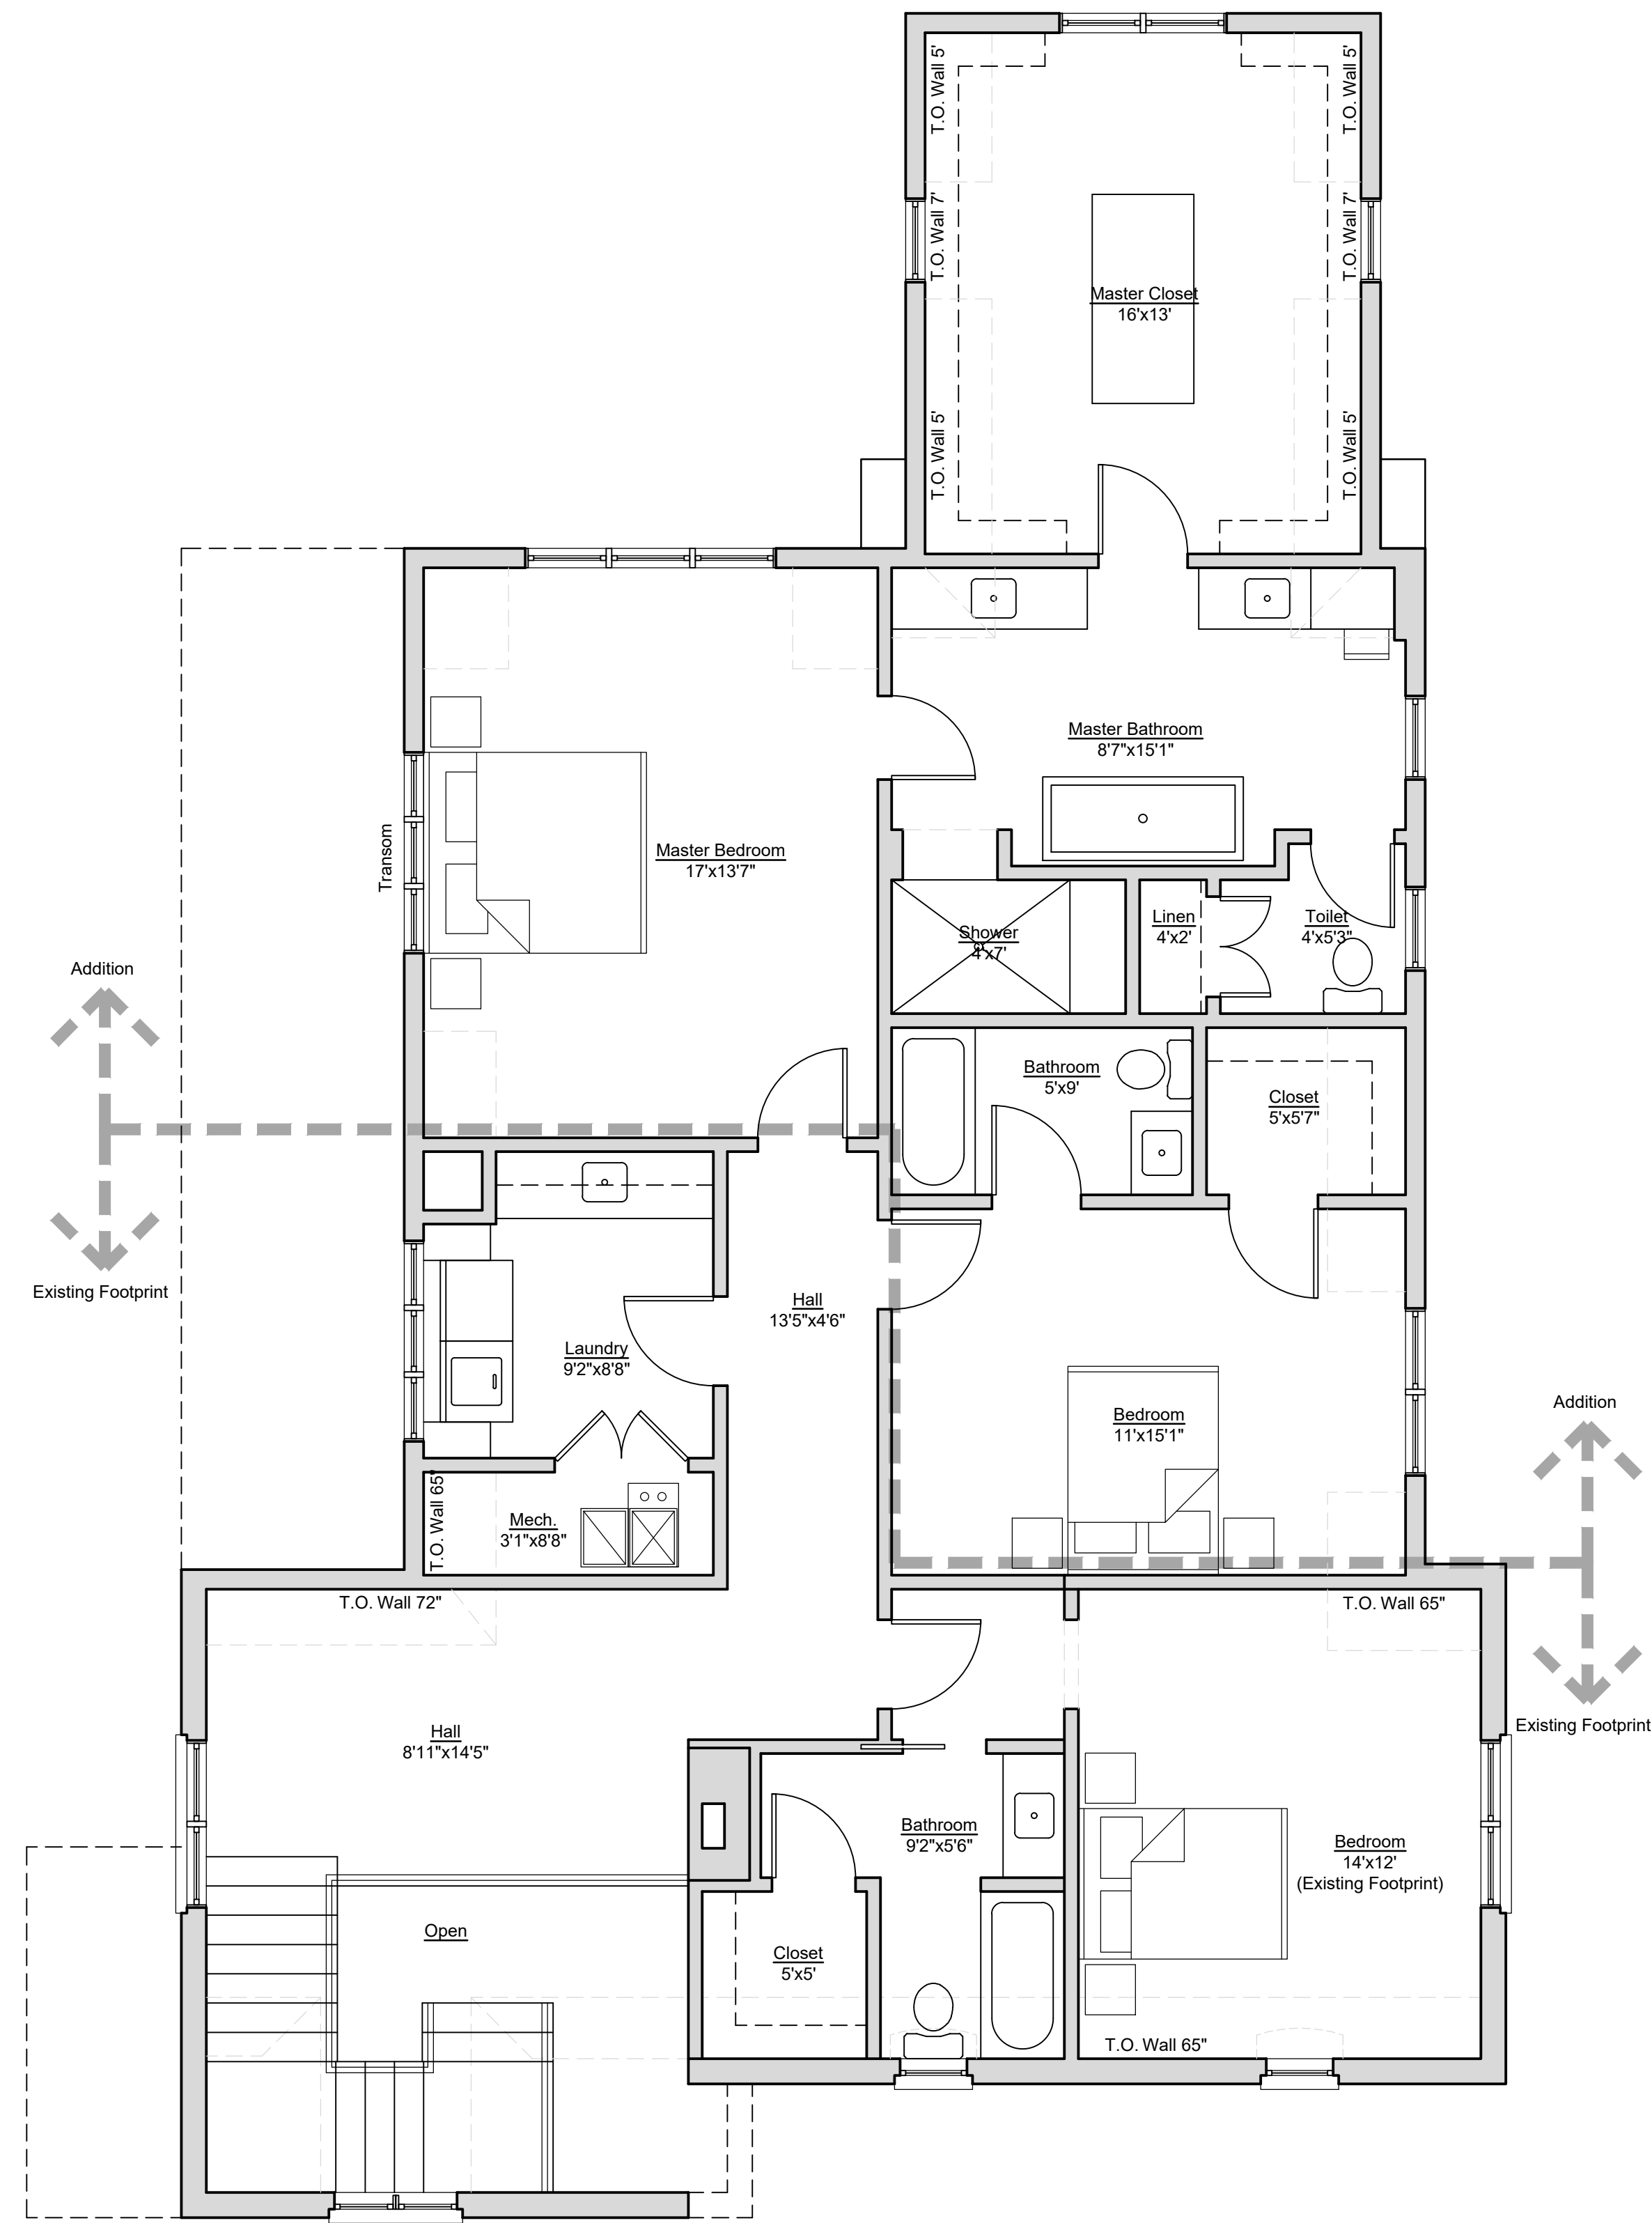 T.O. Wall 5'
T.O. Wall 5'
T.O. Wall 7'
T.O. Wall 7'
Master Closet
16'x13'
T.O. Wall 5'
T.O. Wall 5'
Master Bathroom
8'7"x15'1"
Transom
Master Bedroom
17'x13'7"
Shower
4'x7'
Linen
4'x2'
Toilet
4'x5'3"
Addition
Existing Footprint
Bathroom
5'x9'
Closet
5'x5'7"
Hall
13'5"x4'6"
Laundry
9'2"x8'8"
Bedroom
11'x15'1"
Addition
Existing Footprint
T.O. Wall 65"
Mech.
3'1"x8'8"
T.O. Wall 72"
T.O. Wall 65"
Hall
8'11"x14'5"
Bathroom
9'2"x5'6"
Bedroom
14'x12'
(Existing Footprint)
Open
Closet
5'x5'
T.O. Wall 65"